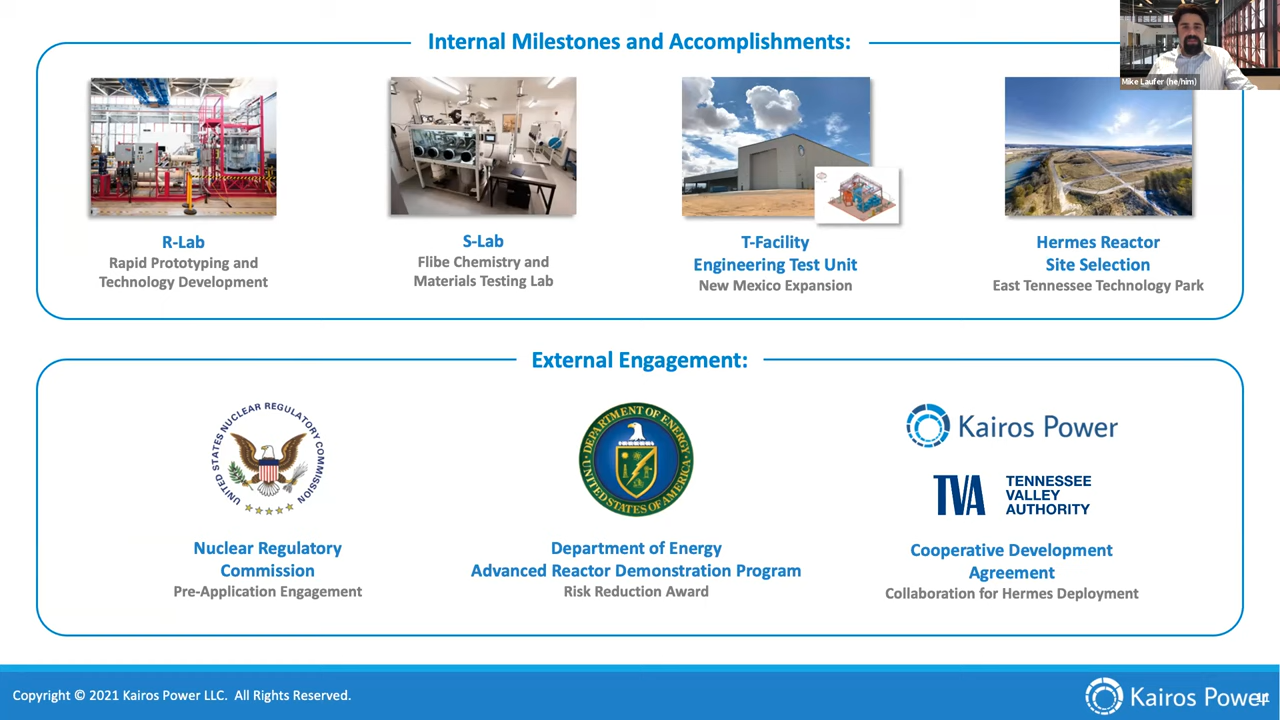 Internal Milestones and Accomplishments:
Mike Laufer (he/him)
R-Lab
Rapid Prototyping and
Technology Development
S-Lab
Flibe Chemistry and
Materials Testing Lab
T-Facility
Engineering Test Unit
New Mexico Expansion
Hermes Reactor
Site Selection
East Tennessee Technology Park
External Engagement:
UNITED STATES NUCLEAR REGULATORY COMMISSION
Nuclear Regulatory
Commission
Pre-Application Engagement
DEPARTMENT OF ENERGY
UNITED STATES OF AMERICA
Department of Energy
Advanced Reactor Demonstration Program
Risk Reduction Award
Kairos Power
TVA
TENNESSEE
VALLEY
AUTHORITY
Cooperative Development
Agreement
Collaboration for Hermes Deployment
Copyright © 2021 Kairos Power LLC. All Rights Reserved.
Kairos Power